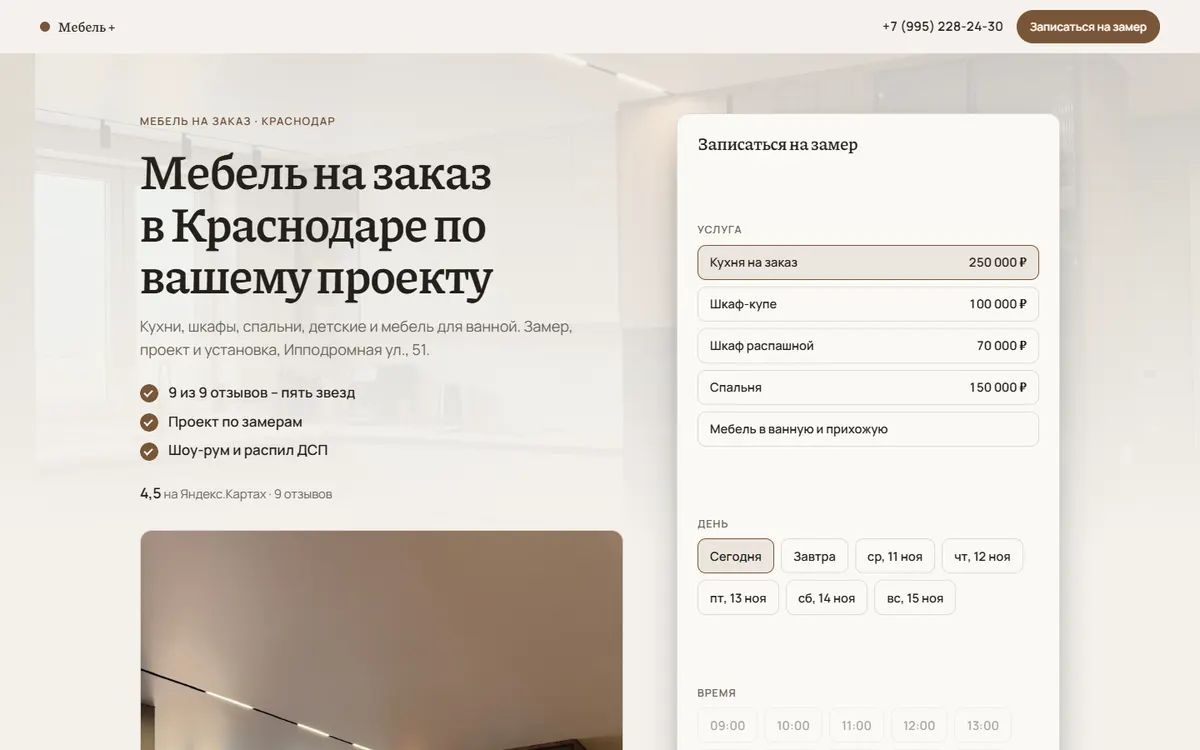 Мебель +
+7 (995) 228-24-30
Записаться на замер
МЕБЕЛЬ НА ЗАКАЗ · КРАСНОДАР
Мебель на заказ
в Краснодаре по
вашему проекту
Кухни, шкафы, спальни, детские и мебель для ванной. Замер,
проект и установка, Ипподромная ул., 51.
9 из 9 отзывов – пять звезд
Проект по замерам
Шоу-рум и распил ДСП
4,5 на Яндекс.Картах · 9 отзывов
Записаться на замер
УСЛУГА
Кухня на заказ 250 000 ₽
Шкаф-купе 100 000 ₽
Шкаф распашной 70 000 ₽
Спальня 150 000 ₽
Мебель в ванную и прихожую
ДЕНЬ
Сегодня Завтра ср, 11 ноя чт, 12 ноя
пт, 13 ноя сб, 14 ноя вс, 15 ноя
ВРЕМЯ
09:00 10:00 11:00 12:00 13:00